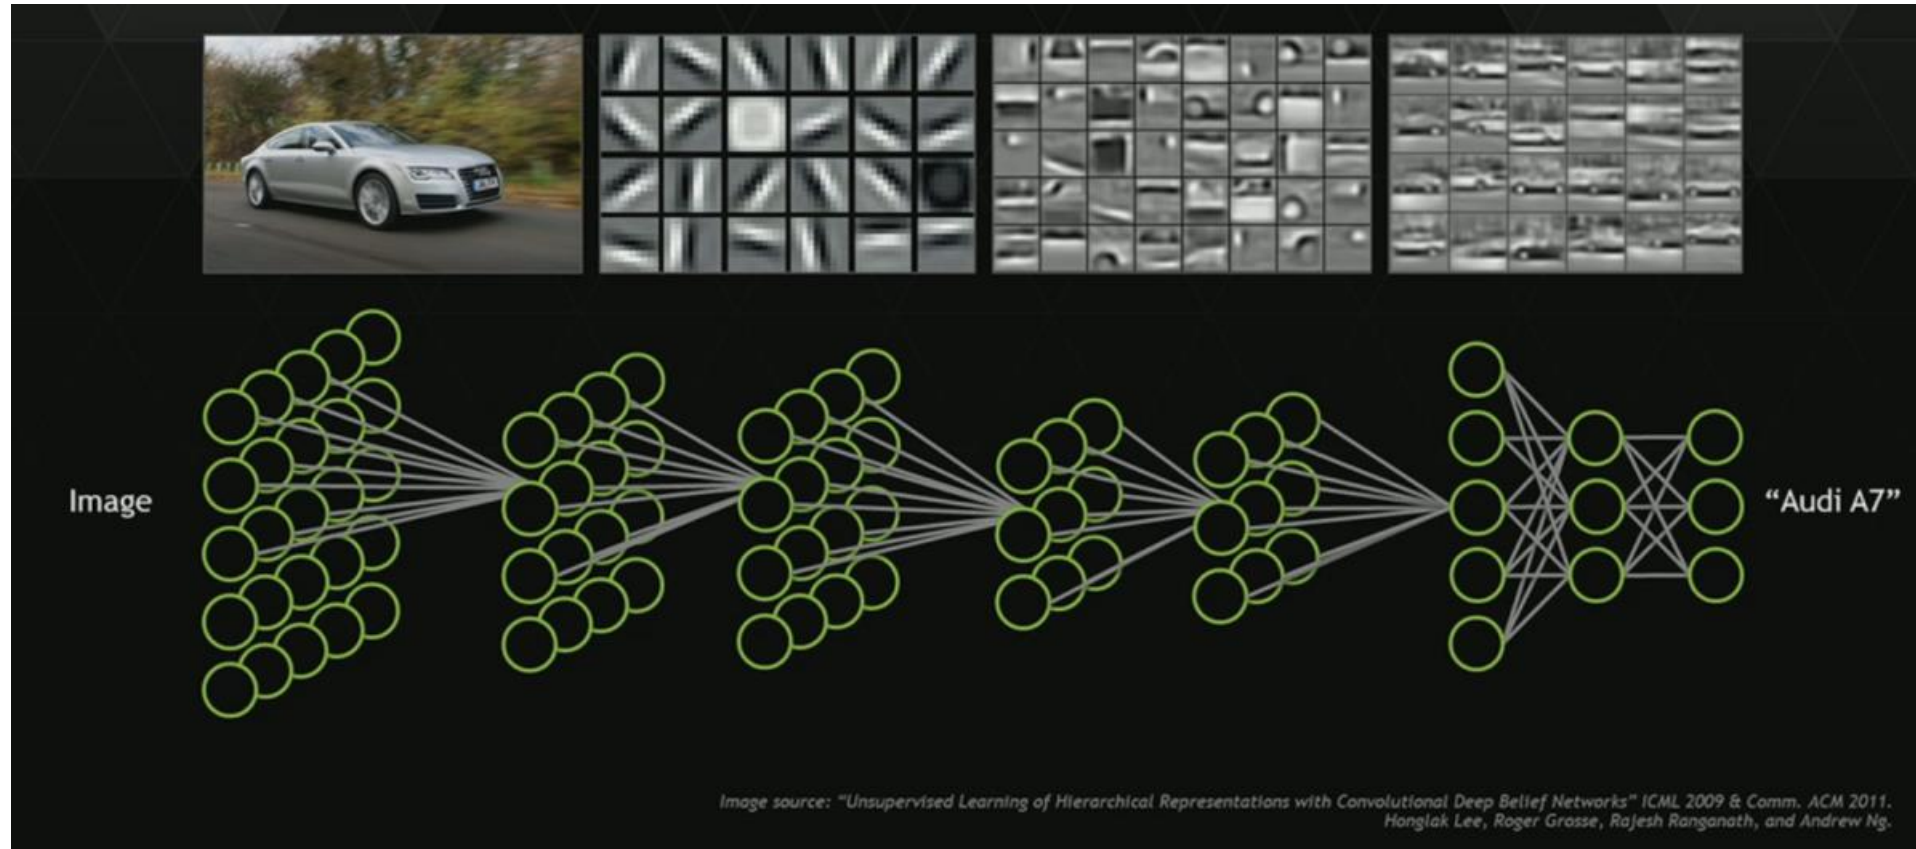 Image
“Audi A7”
Image source: “Unsupervised Learning of Hierarchical Representations with Convolutional Deep Belief Networks” ICML 2009 & Comm. ACM 2011.
Honglak Lee, Roger Grosse, Rajesh Ranganath, and Andrew Ng.